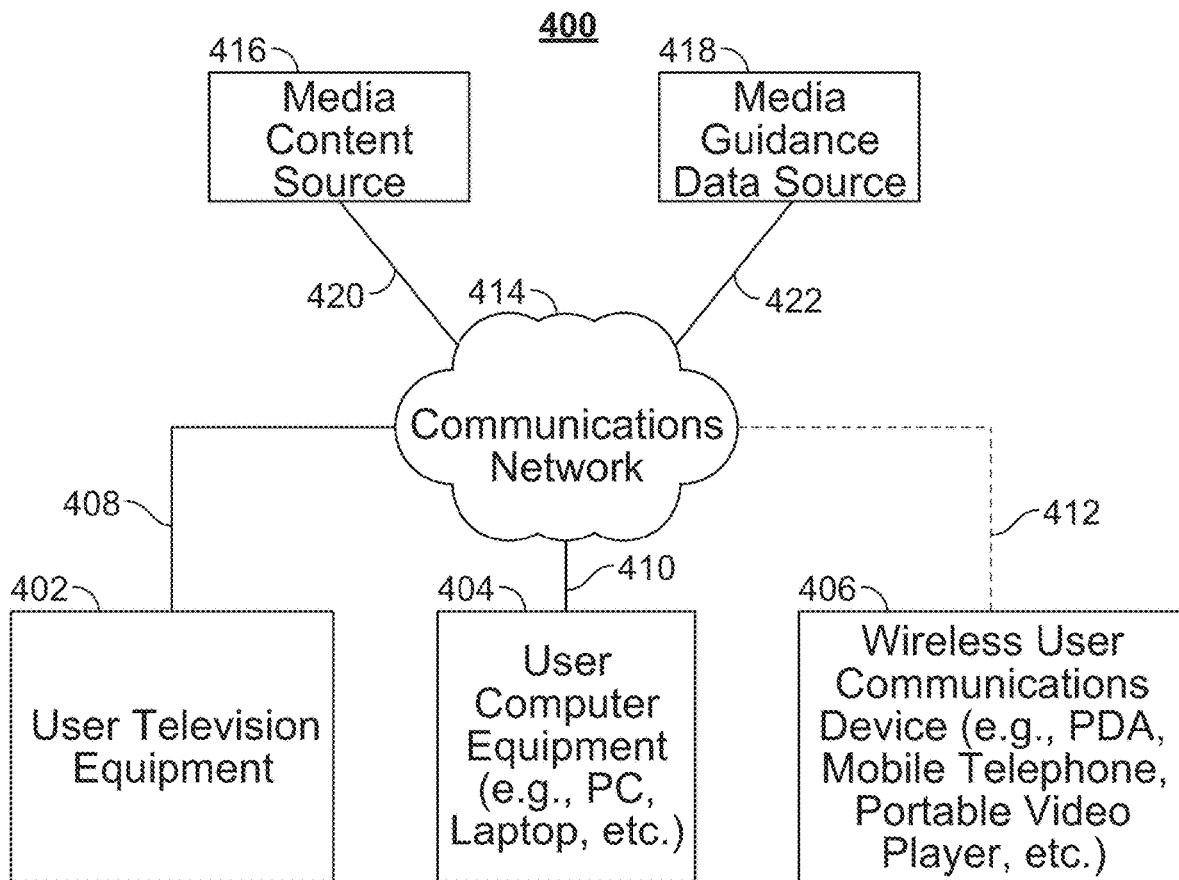 400
416
Media
Content
Source
418
Media
Guidance
Data Source
420
414
422
Communications
Network
408
410
412
402
User Television
Equipment
404
User
Computer
Equipment
(e.g., PC,
Laptop, etc.)
406
Wireless User
Communications
Device (e.g., PDA,
Mobile Telephone,
Portable Video
Player, etc.)